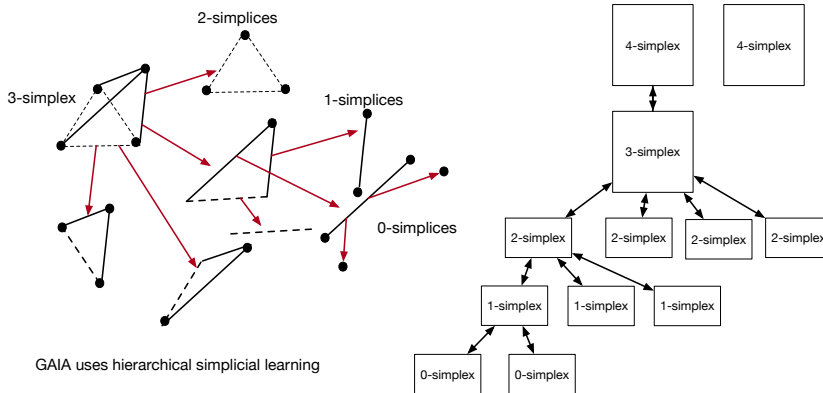 2-simplices
3-simplex
1-simplices
0-simplices
GAIA uses hierarchical simplicial learning
4-simplex
4-simplex
3-simplex
2-simplex
2-simplex
2-simplex
2-simplex
1-simplex
1-simplex
1-simplex
0-simplex
0-simplex